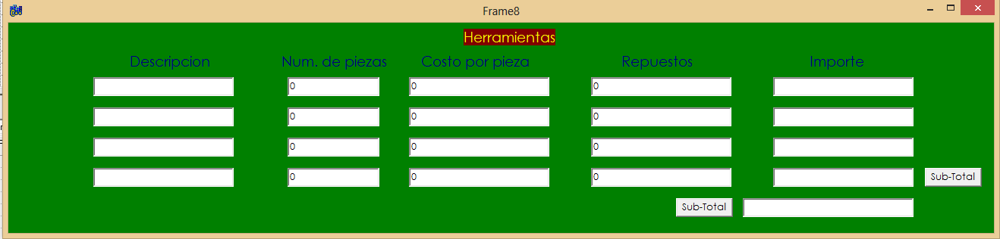 Frame8
Herramientas
Descripcion Num. de piezas Costo por pieza Repuestos Importe
0 0 0
0 0 0
0 0 0
0 0 0 Sub-Total
Sub-Total